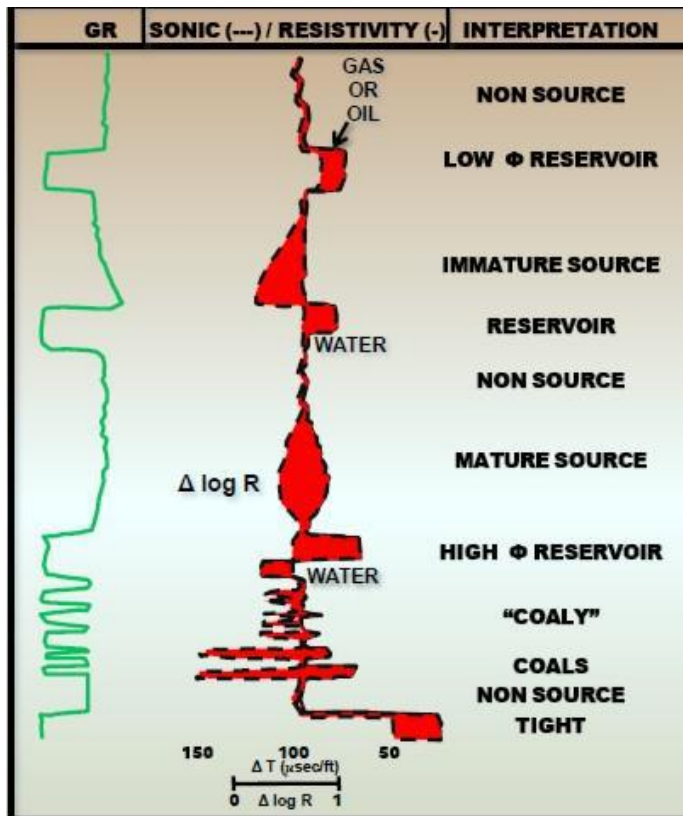 GR SONIC (---) / RESISTIVITY (-) INTERPRETATION
GAS
OR
OIL
NON SOURCE
LOW Φ RESERVOIR
IMMATURE SOURCE
RESERVOIR
WATER
NON SOURCE
MATURE SOURCE
Δ log R
HIGH Φ RESERVOIR
WATER
“COALY”
COALS
NON SOURCE
TIGHT
150 100 50
Δ T (μsec/ft)
0 Δ log R 1